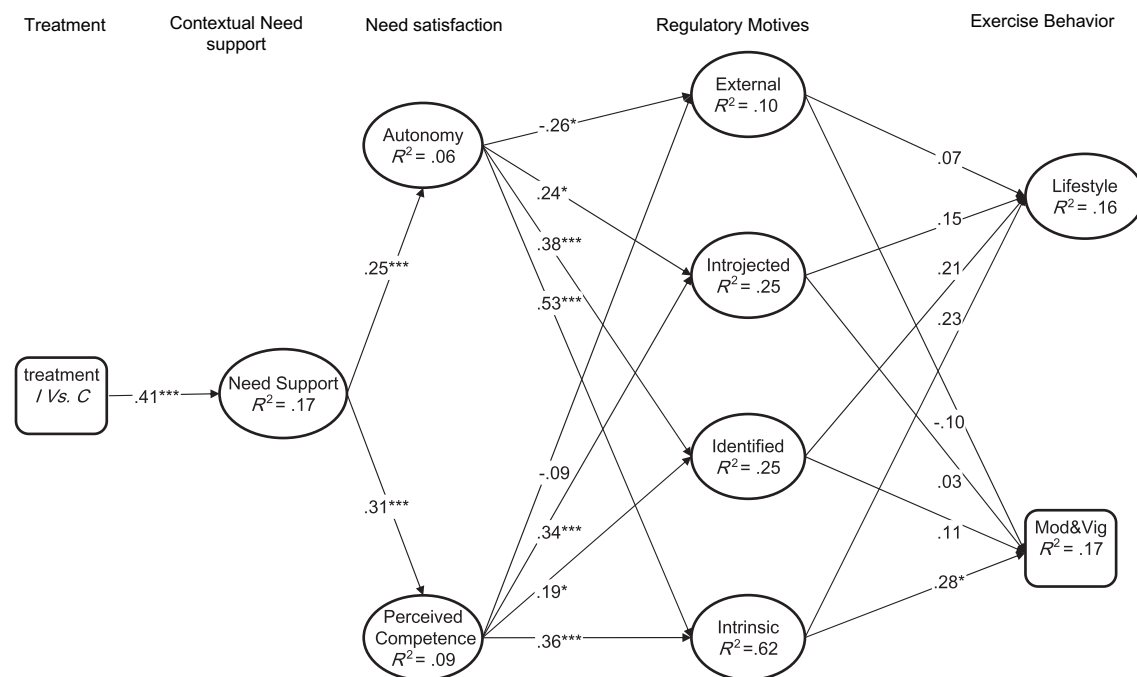 Treatment
Contextual Need
support
Need satisfaction
Regulatory Motives
Exercise Behavior
treatment
I Vs. C
.41***
Need Support
R² = .17
.25***
.31***
Autonomy
R² = .06
Perceived
Competence
R² = .09
-.26*
.24*
.38***
.53***
-.09
.34***
.19*
.36***
External
R² = .10
Introjected
R² = .25
Identified
R² = .25
Intrinsic
R² =.62
.07
.15
.21
.23
-.10
.03
.11
.28*
Lifestyle
R² = .16
Mod&Vig
R² = .17